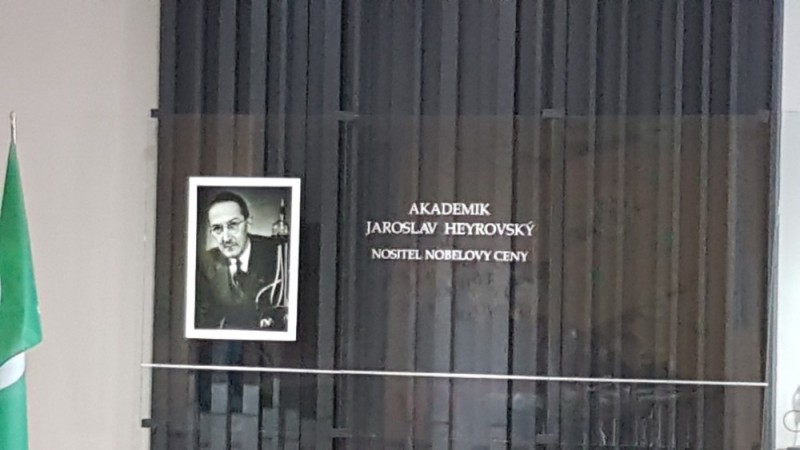 AKADEMIK
JAROSLAV HEYROVSKÝ
NOSITEL NOBELOVY CENY